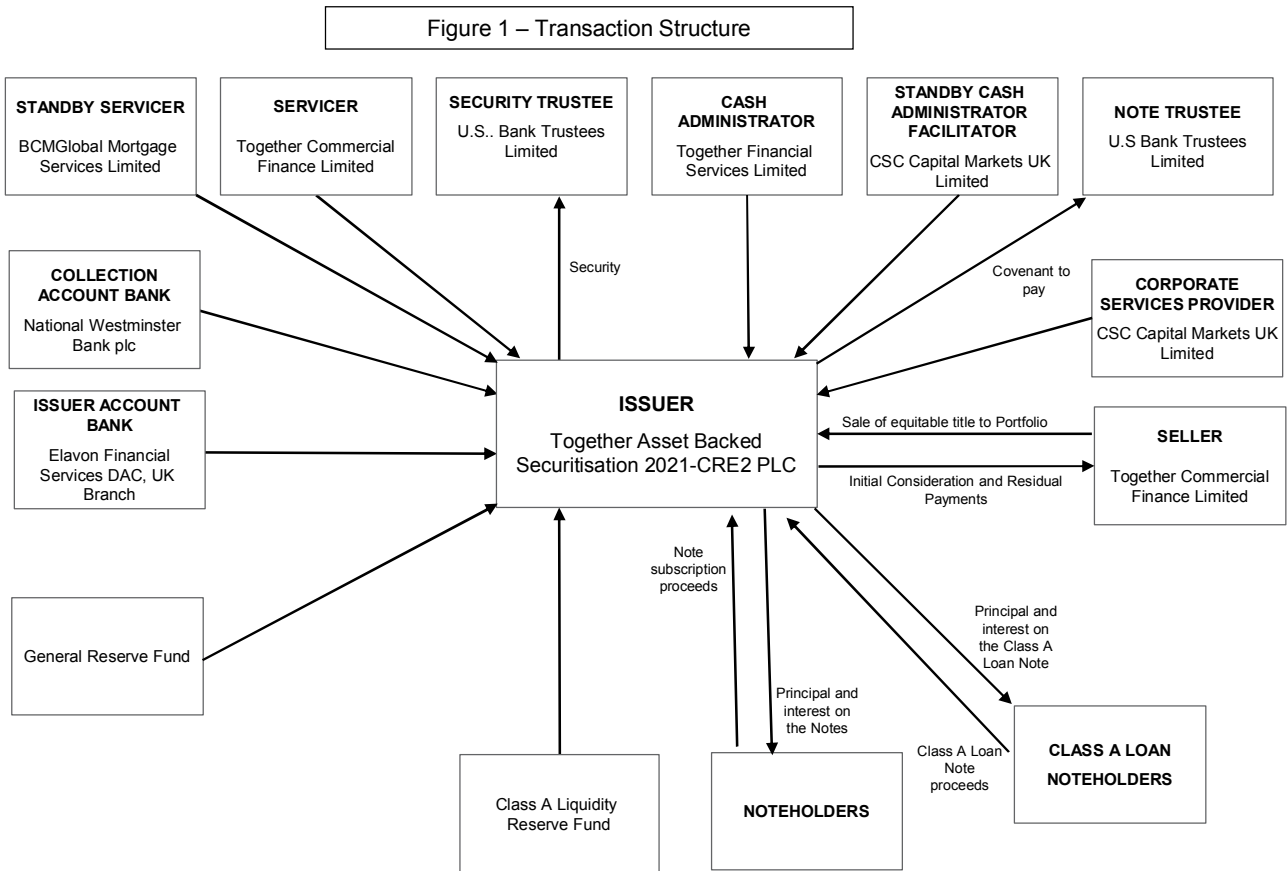 Figure 1 – Transaction Structure
STANDBY SERVICER
BCMGlobal Mortgage
Services Limited
SERVICER
Together Commercial
Finance Limited
SECURITY TRUSTEE
U.S.. Bank Trustees
Limited
CASH
ADMINISTRATOR
Together Financial
Services Limited
STANDBY CASH
ADMINISTRATOR
FACILITATOR
CSC Capital Markets UK
Limited
NOTE TRUSTEE
U.S Bank Trustees
Limited
COLLECTION
ACCOUNT BANK
National Westminster
Bank plc
Security
Covenant to
pay
CORPORATE
SERVICES PROVIDER
CSC Capital Markets UK
Limited
ISSUER ACCOUNT
BANK
Elavon Financial
Services DAC, UK
Branch
ISSUER
Together Asset Backed
Securitisation 2021-CRE2 PLC
Sale of equitable title to Portfolio
Initial Consideration and Residual
Payments
SELLER
Together Commercial
Finance Limited
General Reserve Fund
Note
subscription
proceeds
Principal and
interest on
the Class A
Loan Note
Principal and
interest on
the Notes
Class A Loan
Note
proceeds
Class A Liquidity
Reserve Fund
NOTEHOLDERS
CLASS A LOAN
NOTEHOLDERS